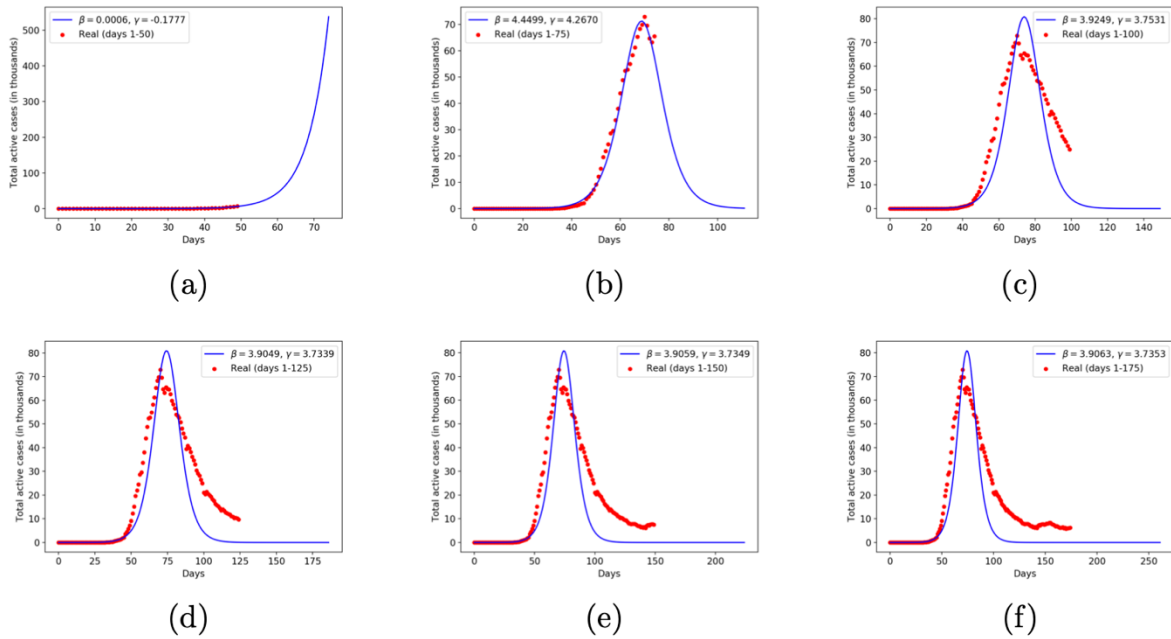 β = 0.0006, γ = -0.1777
Real (days 1-50)
Total active cases (in thousands)
500
400
300
200
100
0
0 10 20 30 40 50 60 70
Days
(a)
β = 4.4499, γ = 4.2670
Real (days 1-75)
Total active cases (in thousands)
70
60
50
40
30
20
10
0
0 20 40 60 80 100
Days
(b)
β = 3.9249, γ = 3.7531
Real (days 1-100)
Total active cases (in thousands)
80
70
60
50
40
30
20
10
0
0 20 40 60 80 100 120 140
Days
(c)
β = 3.9049, γ = 3.7339
Real (days 1-125)
Total active cases (in thousands)
80
70
60
50
40
30
20
10
0
0 25 50 75 100 125 150 175
Days
(d)
β = 3.9059, γ = 3.7349
Real (days 1-150)
Total active cases (in thousands)
80
70
60
50
40
30
20
10
0
0 50 100 150 200
Days
(e)
β = 3.9063, γ = 3.7353
Real (days 1-175)
Total active cases (in thousands)
80
70
60
50
40
30
20
10
0
0 50 100 150 200 250
Days
(f)